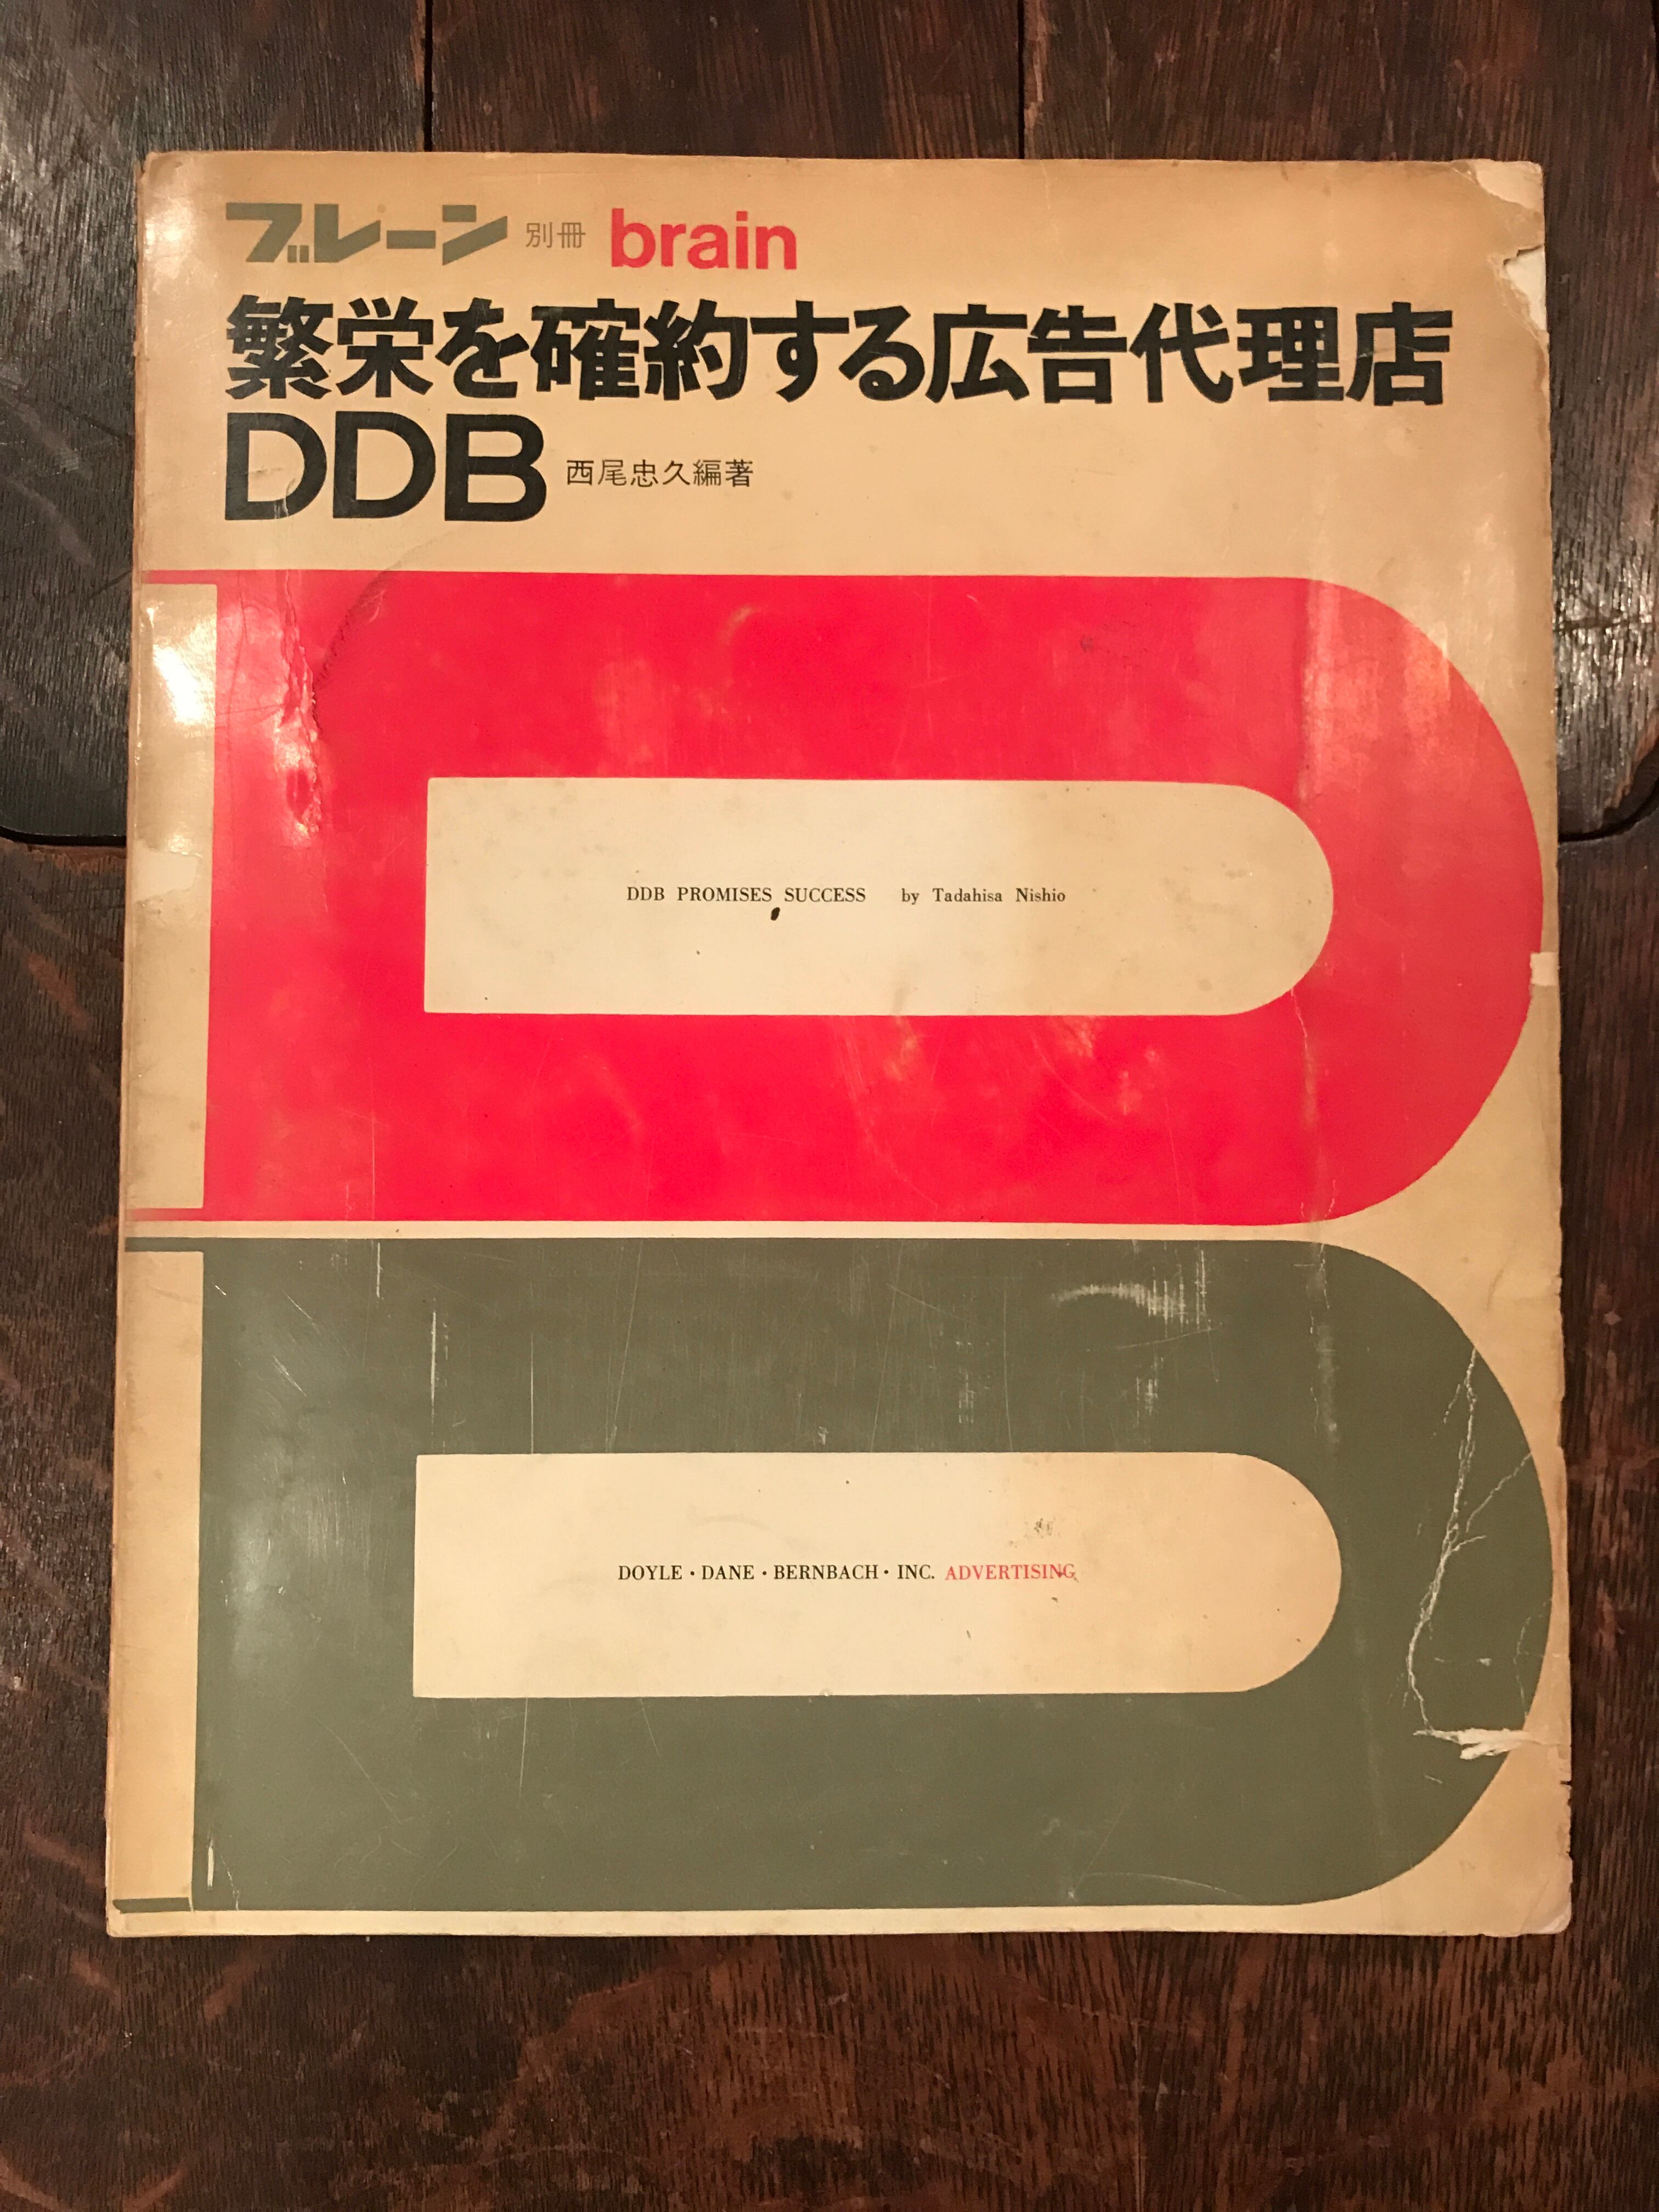 ブレーン 別冊 brain
繁栄を確約する広告代理店
DDB 西尾忠久編著
DDB PROMISES SUCCESS by Tadahisa Nishio
DOYLE・DANE・BERNBACH・INC. ADVERTISING